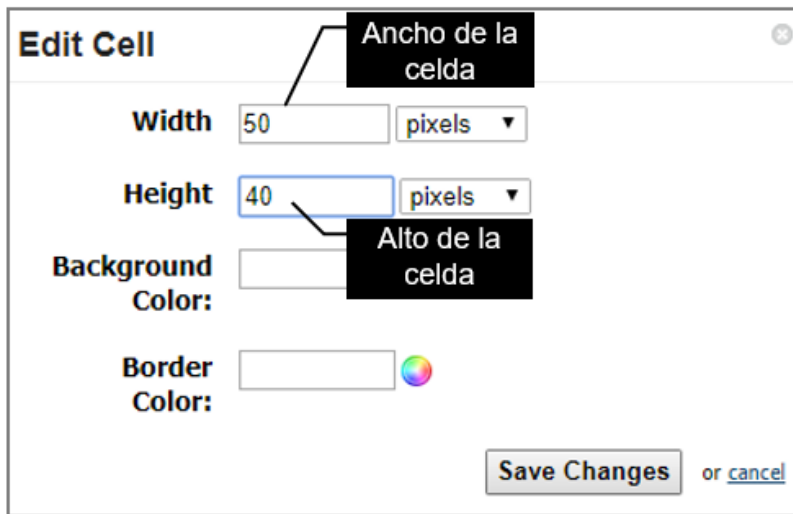 Edit Cell
Ancho de la
celda
Width
50
pixels
Height
40
pixels
Alto de la
celda
Background
Color:
Border
Color:
Save Changes
or cancel